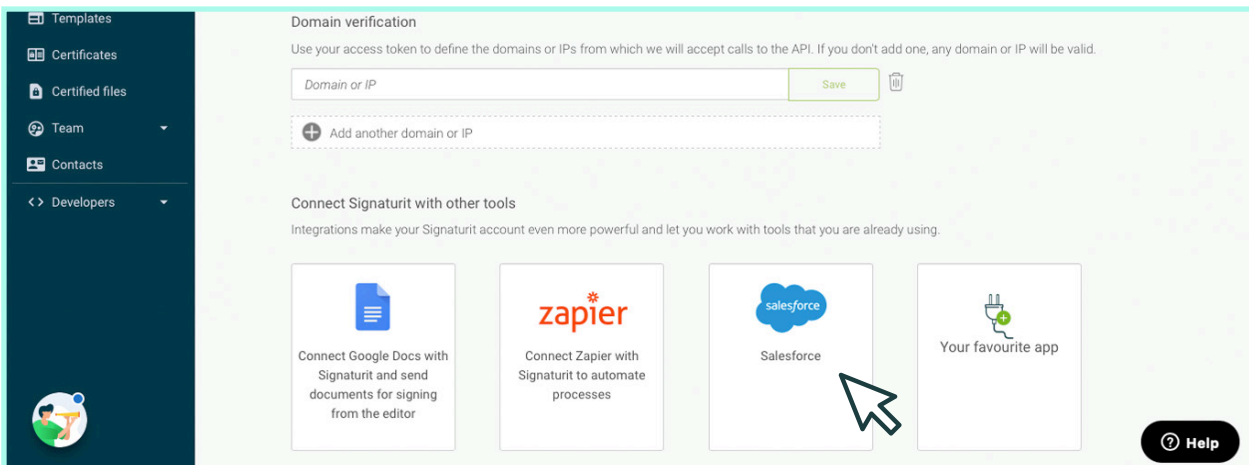 Templates
Certificates
Certified files
Team
Contacts
Developers
Domain verification
Use your access token to define the domains or IPs from which we will accept calls to the API. If you don't add one, any domain or IP will be valid.
Domain or IP
Save
Add another domain or IP
Connect Signaturit with other tools
Integrations make your Signaturit account even more powerful and let you work with tools that you are already using.
Connect Google Docs with
Signaturit and send
documents for signing
from the editor
zapier
Connect Zapier with
Signaturit to automate
processes
salesforce
Salesforce
Your favourite app
Help